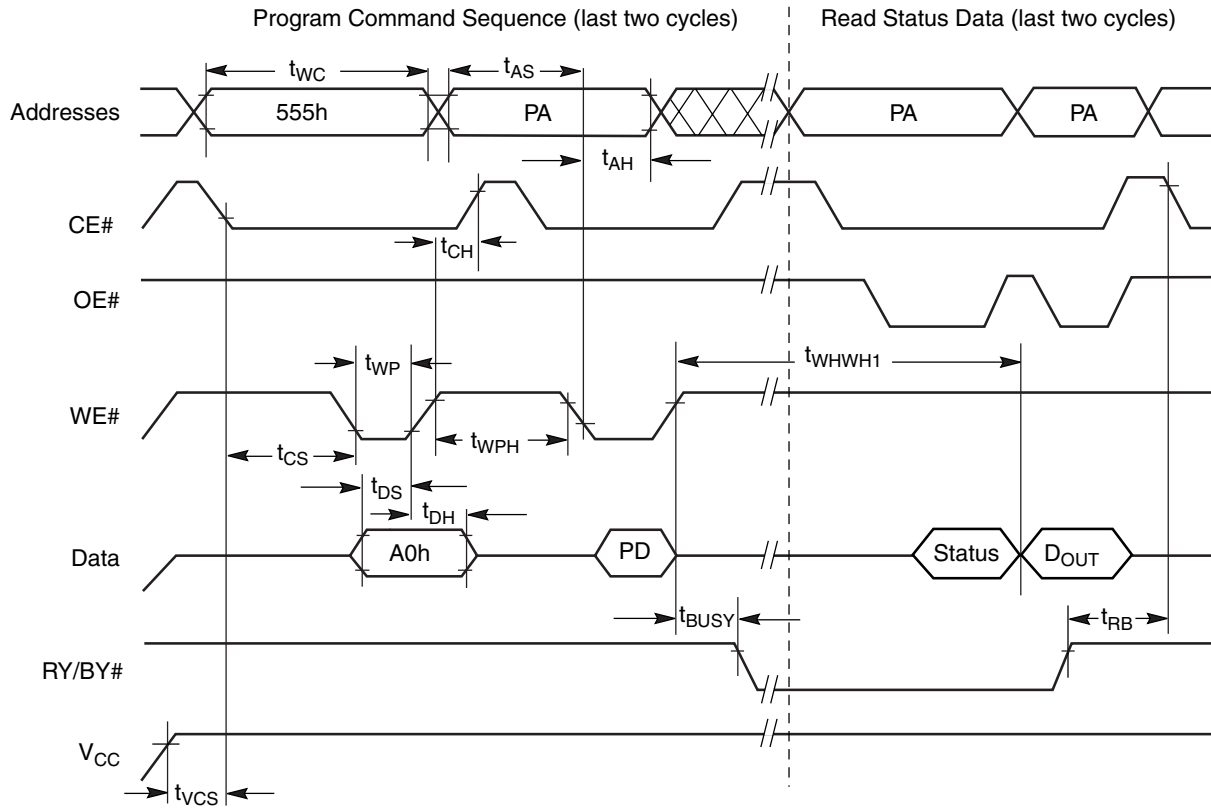 Program Command Sequence (last two cycles) Read Status Data (last two cycles)
tWC tAS
Addresses 555h PA PA PA
tAH
CE#
tCH
OE#
tWP tWHWH1
WE#
tCS tWPH
tDS
tDH
Data A0h PD Status DOUT
tBUSY tRB
RY/BY#
VCC
tVCS